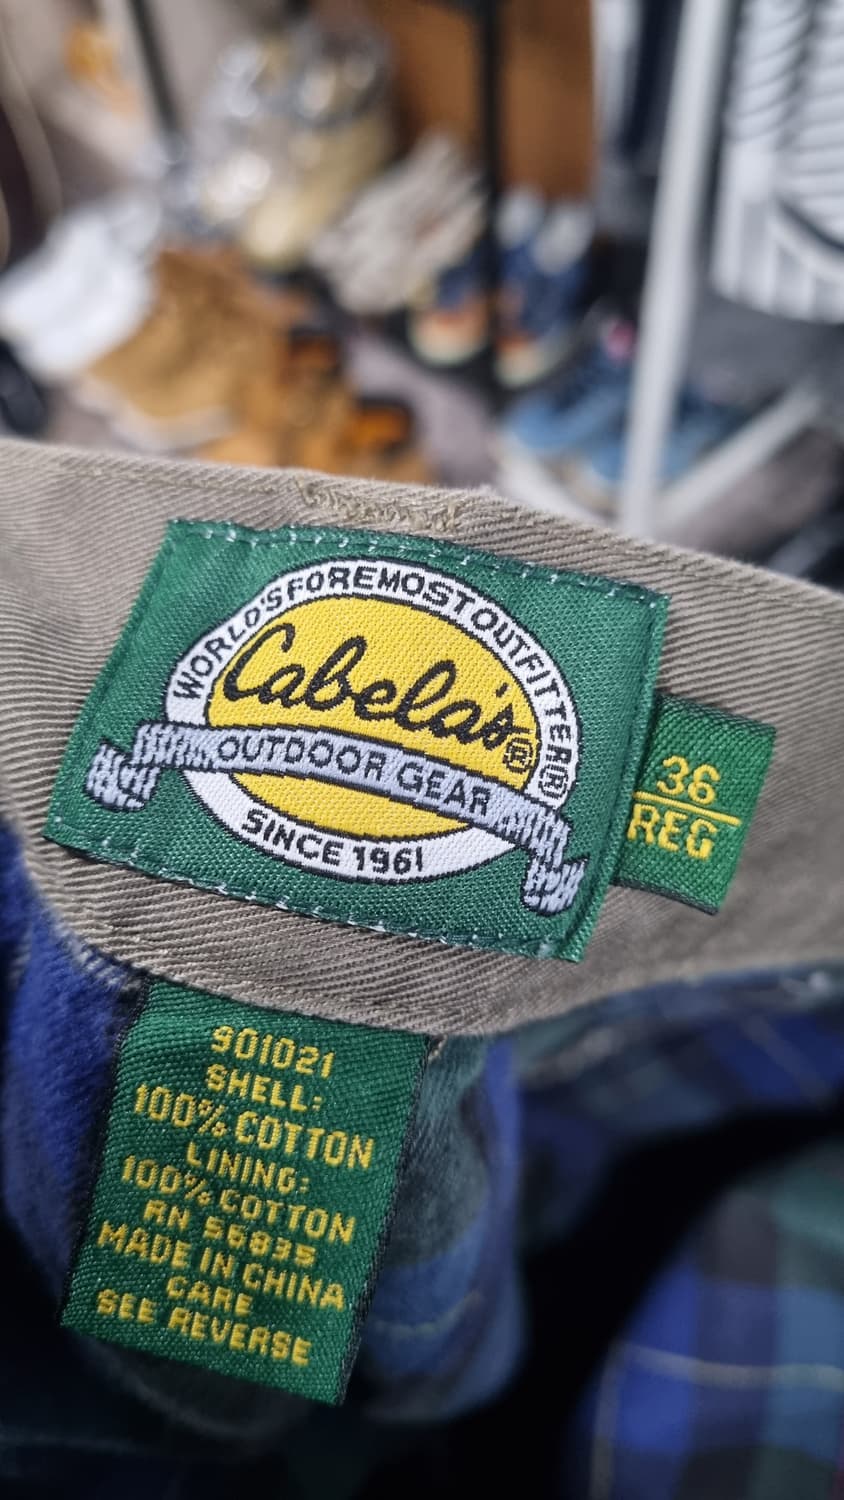 WORLD'S FOREMOST OUTFITTER®
Cabela's®
OUTDOOR GEAR
SINCE 1961
36
REG
901021
SHELL:
100% COTTON
LINING:
100% COTTON
RN 56835
MADE IN CHINA
CARE
SEE REVERSE